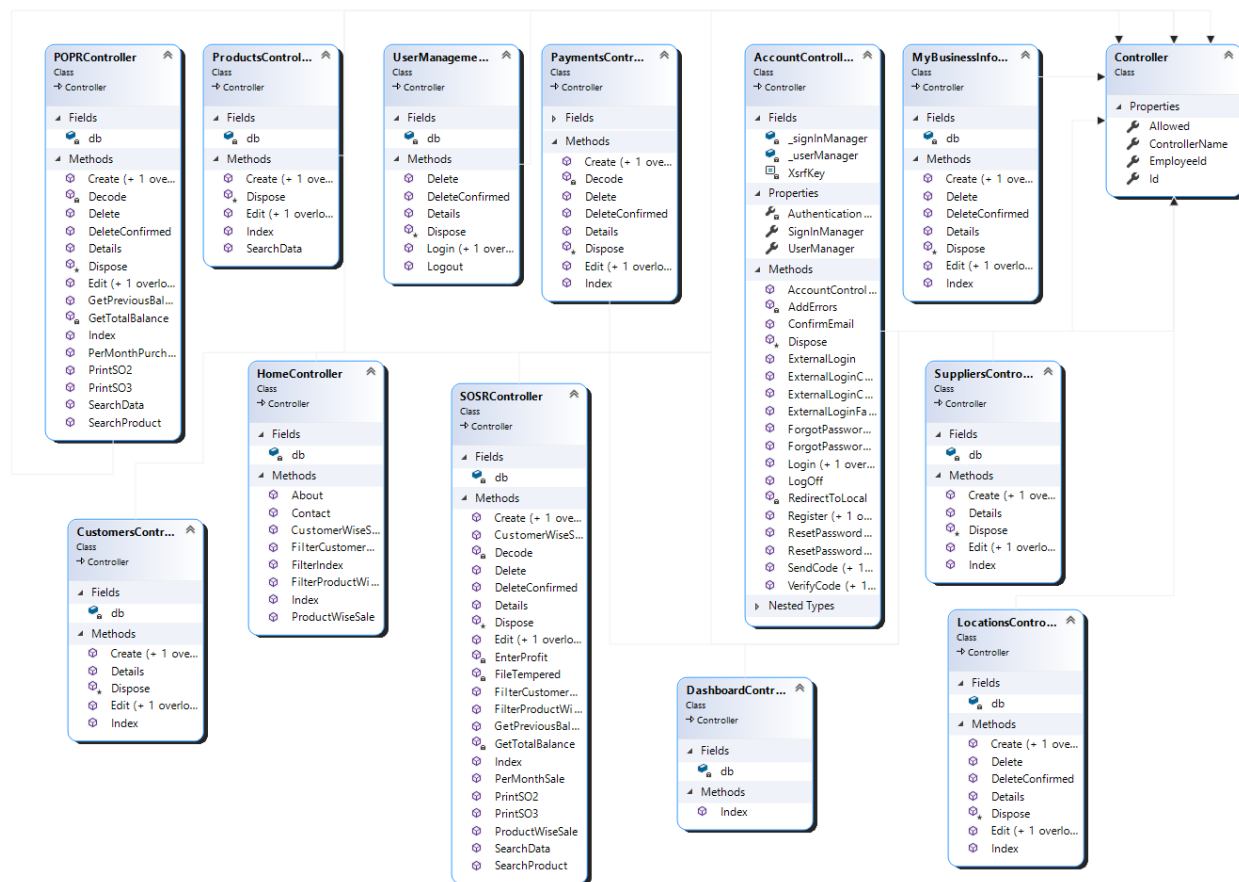 POPRController
Class
Controller
Fields
db
Methods
Create (+ 1 ove...
Decode
Delete
DeleteConfirmed
Details
Dispose
Edit (+ 1 overlo...
GetPreviousBal...
GetTotalBalance
Index
PerMonthPurch...
PrintSO2
PrintSO3
SearchData
SearchProduct
ProductsControl...
Class
Controller
Fields
db
Methods
Create (+ 1 ove...
Dispose
Edit (+ 1 overlo...
Index
SearchData
UserManageme...
Class
Controller
Fields
db
Methods
Delete
DeleteConfirmed
Details
Dispose
Login (+ 1 over...
Logout
PaymentsContr...
Class
Controller
Fields
Methods
Create (+ 1 ove...
Decode
Delete
DeleteConfirmed
Details
Dispose
Edit (+ 1 overlo...
Index
AccountControll...
Class
Controller
Fields
_signInManager
_userManager
XsrfKey
Properties
Authentication...
SignInManager
UserManager
Methods
AccountControl...
AddErrors
ConfirmEmail
Dispose
ExternalLogin
ExternalLoginC...
ExternalLoginC...
ExternalLoginFa...
ForgotPasswor...
ForgotPasswor...
Login (+ 1 over...
LogOff
RedirectToLocal
Register (+ 1 o...
ResetPassword...
ResetPassword...
SendCode (+ 1...
VerifyCode (+ 1...
Nested Types
MyBusinessInfo...
Class
Controller
Fields
db
Methods
Create (+ 1 ove...
Delete
DeleteConfirmed
Details
Dispose
Edit (+ 1 overlo...
Index
Controller
Class
Properties
Allowed
ControllerName
EmployeeId
Id
HomeController
Class
Controller
Fields
db
Methods
About
Contact
CustomerWiseS...
FilterCustomer...
FilterIndex
FilterProductWi...
Index
ProductWiseSale
SOSRController
Class
Controller
Fields
db
Methods
Create (+ 1 ove...
CustomerWiseS...
Decode
Delete
DeleteConfirmed
Details
Dispose
Edit (+ 1 overlo...
EnterProfit
FileTempered
FilterCustomer...
FilterProductWi...
GetPreviousBal...
GetTotalBalance
Index
PerMonthSale
PrintSO2
PrintSO3
ProductWiseSale
SearchData
SearchProduct
SuppliersContro...
Class
Controller
Fields
db
Methods
Create (+ 1 ove...
Details
Dispose
Edit (+ 1 overlo...
Index
CustomersContr...
Class
Controller
Fields
db
Methods
Create (+ 1 ove...
Details
Dispose
Edit (+ 1 overlo...
Index
DashboardContr...
Class
Controller
Fields
db
Methods
Index
LocationsContro...
Class
Controller
Fields
db
Methods
Create (+ 1 ove...
Delete
DeleteConfirmed
Details
Dispose
Edit (+ 1 overlo...
Index